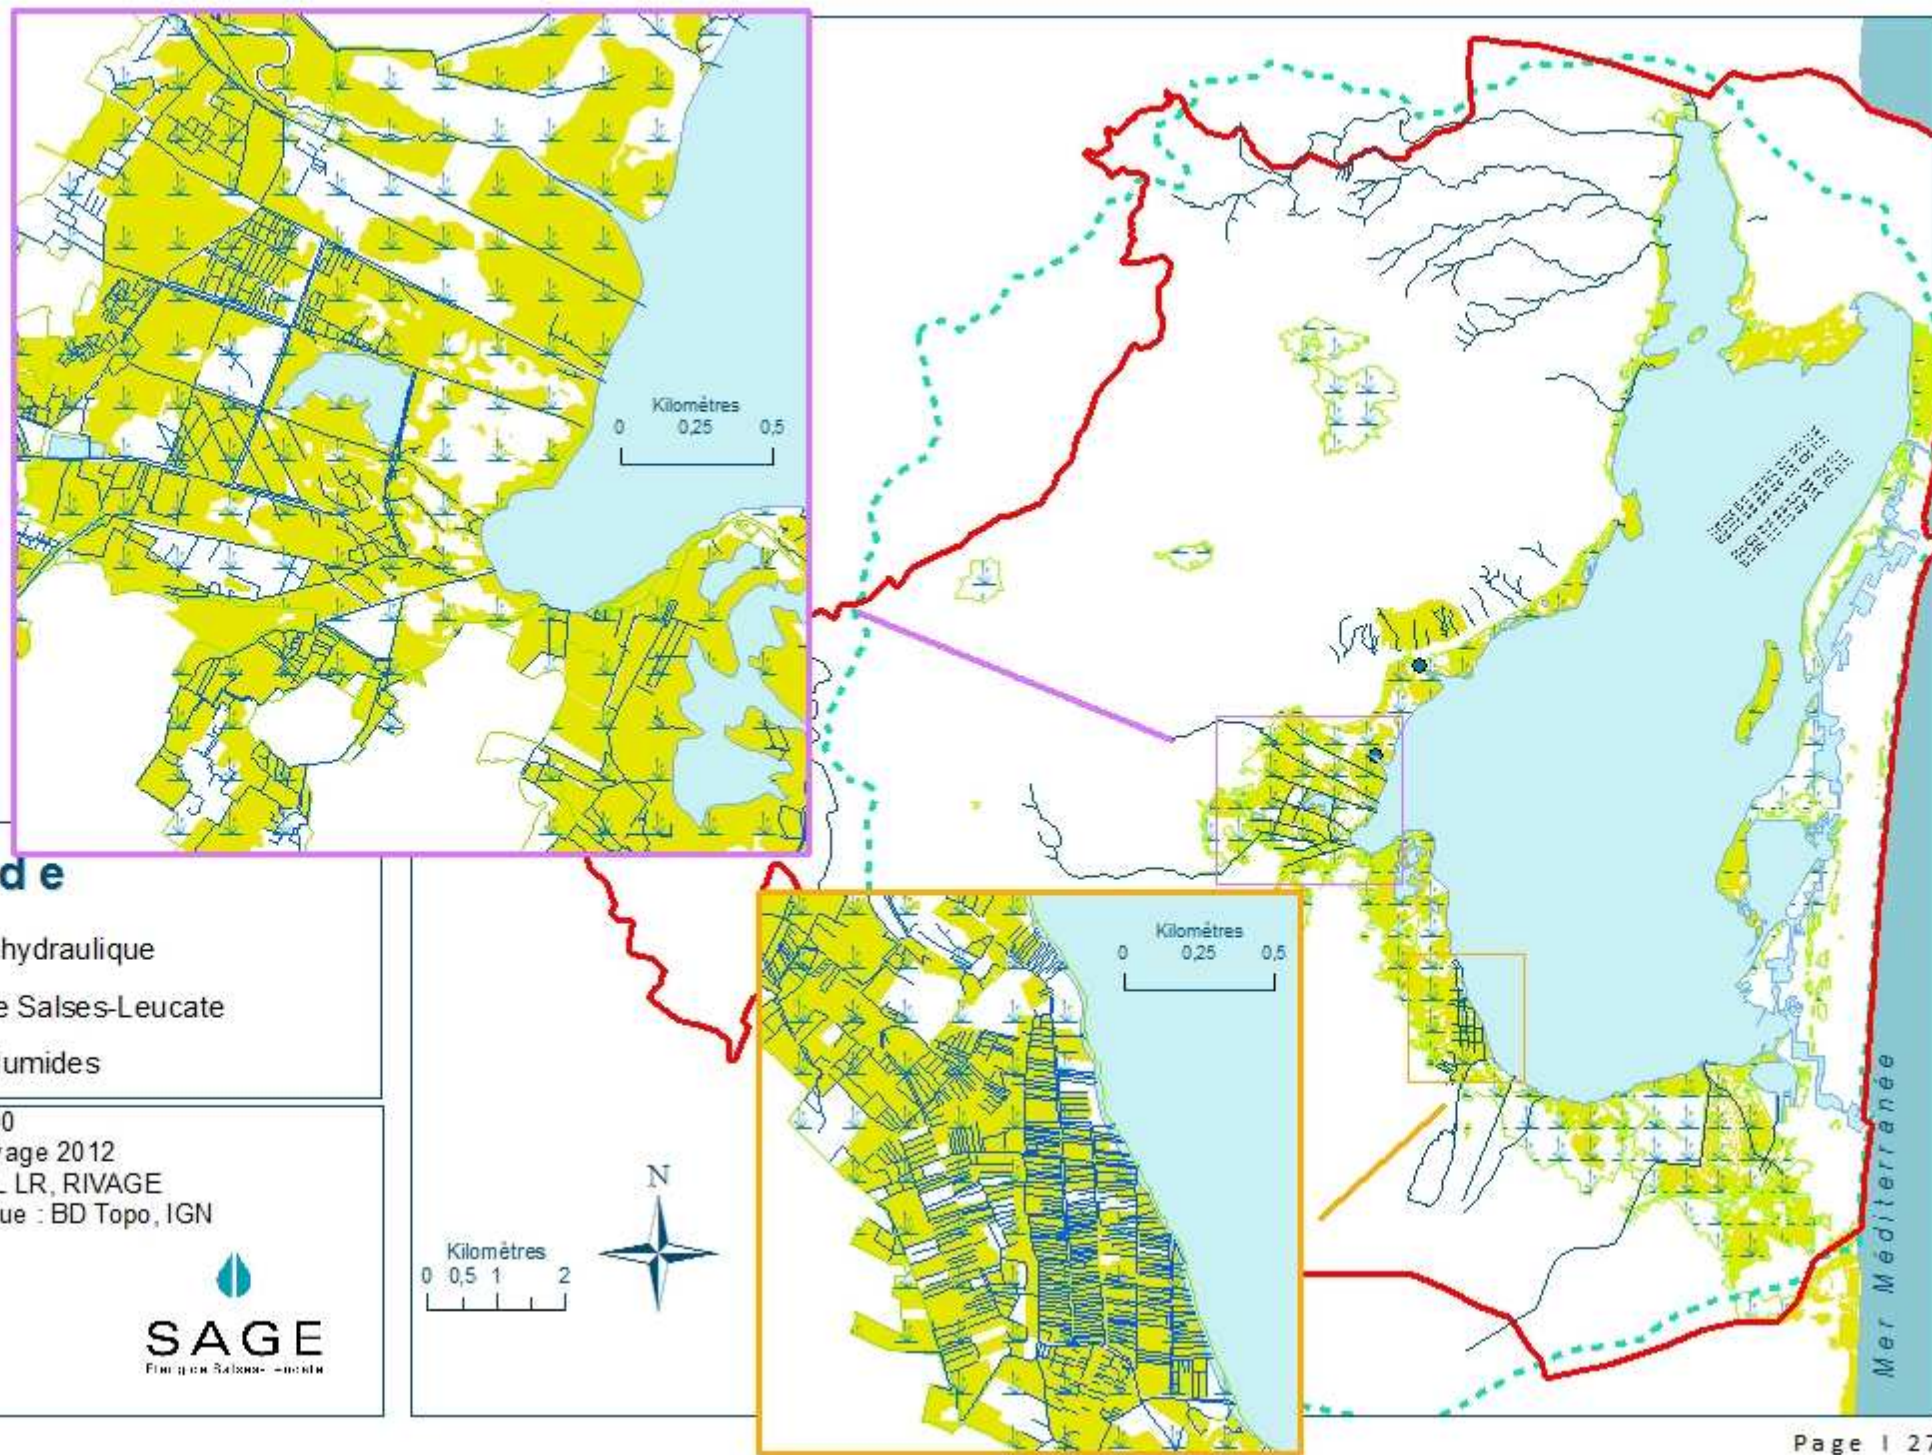 Kilomètres
0 0,25 0,5
de
hydraulique
e Salses-Leucate
umides
0
age 2012
L LR, RIVAGE
ue : BD Topo, IGN
SAGE
N
Kilomètres
0 0,5 1 2
Kilomètres
0 0,25 0,5
Mer Méditerranée
Page | 2